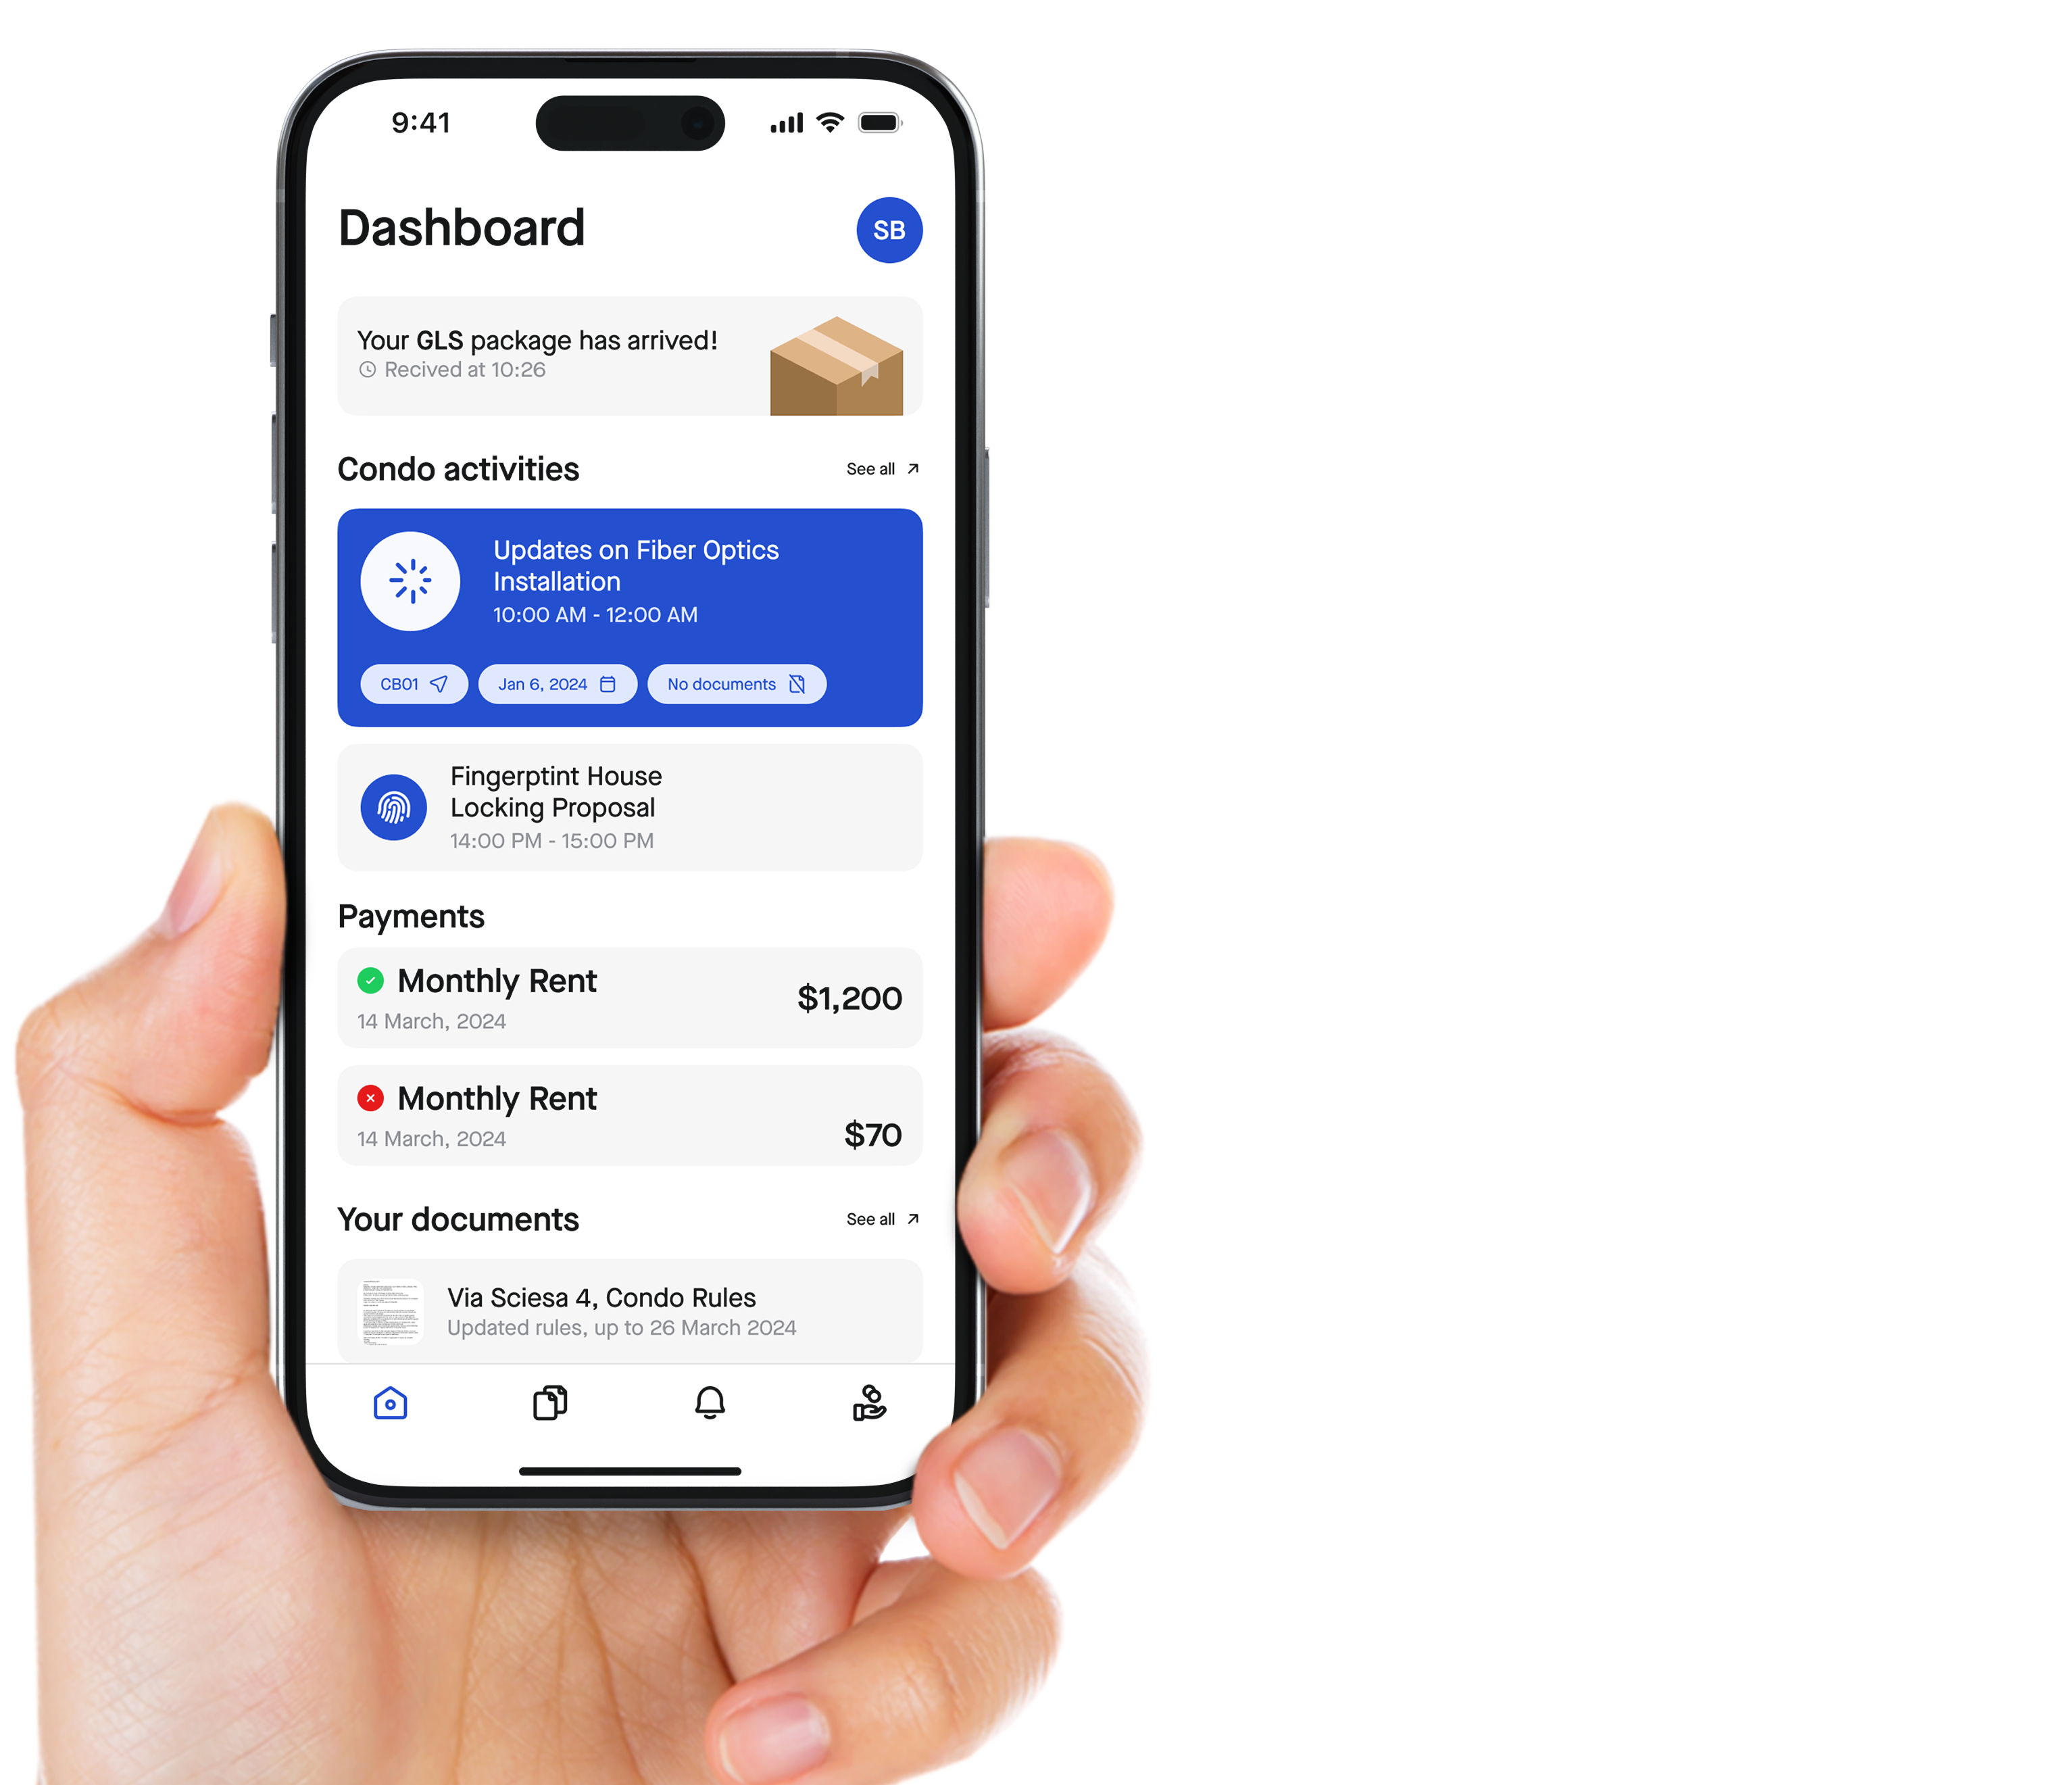 9:41
Dashboard
SB
Your GLS package has arrived!
Recived at 10:26
Condo activities
See all
Updates on Fiber Optics
Installation
10:00 AM - 12:00 AM
CB01
Jan 6, 2024
No documents
Fingerptint House
Locking Proposal
14:00 PM - 15:00 PM
Payments
Monthly Rent
$1,200
14 March, 2024
Monthly Rent
14 March, 2024
$70
Your documents
See all
Via Sciesa 4, Condo Rules
Updated rules, up to 26 March 2024